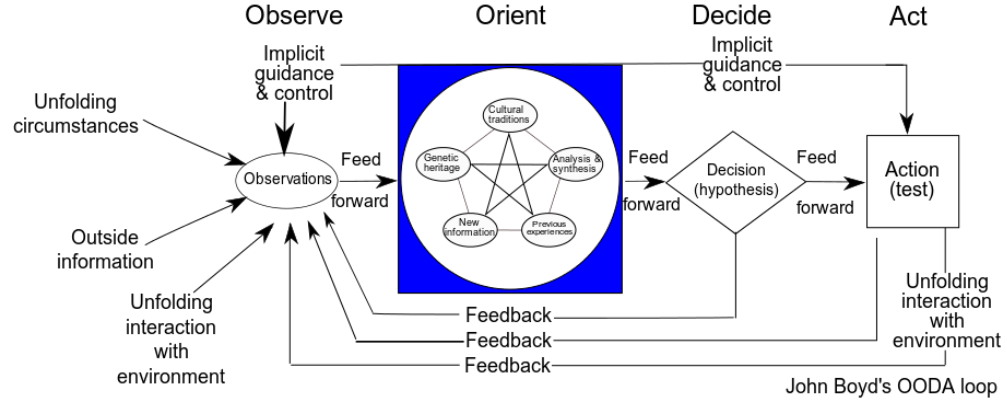 Observe
Orient
Decide
Act
Implicit
guidance
& control
Implicit
guidance
& control
Unfolding
circumstances
Observations
Feed
forward
Cultural
traditions
Genetic
heritage
Analysis &
synthesis
New
information
Previous
experiences
Feed
forward
Decision
(hypothesis)
Feed
forward
Action
(test)
Outside
information
Unfolding
interaction
with
environment
Unfolding
interaction
with
environment
Feedback
Feedback
Feedback
John Boyd's OODA loop